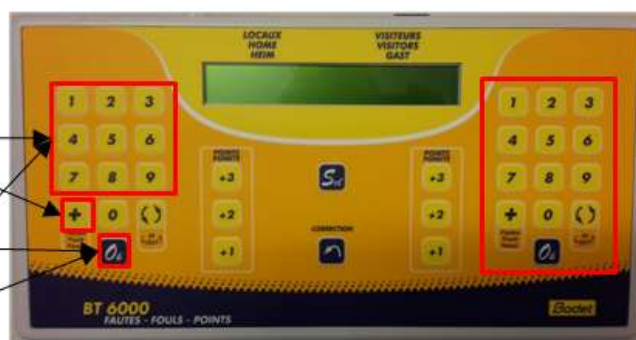 LOCAUX
HOME
HEIM
VISITEURS
VISITORS
GAST
1 2 3
4 5 6
7 8 9
+ 0
POINTS
POINTE
+3
+2
+1
CORRECTION
POINTS
POINTE
+3
+2
+1
1 2 3
4 5 6
7 8 9
+ 0
BT 6000
FAUTES - FOULS - POINTS
Bodet